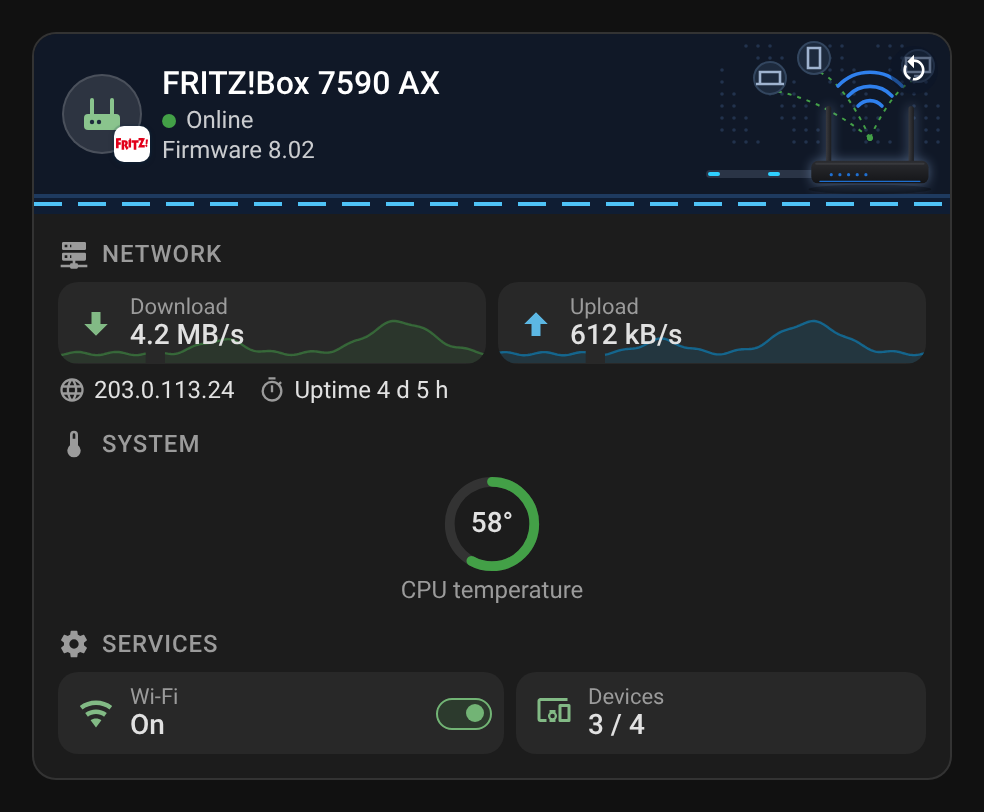 FRITZ!Box 7590 AX
Online
FRITZ!
Firmware 8.02
NETWORK
Download
4.2 MB/s
Upload
612 kB/s
203.0.113.24
Uptime 4 d 5 h
SYSTEM
58°
CPU temperature
SERVICES
Wi-Fi
On
Devices
3 / 4